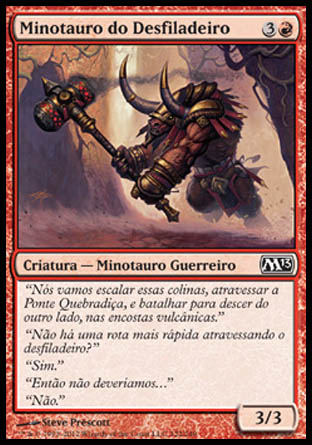 Minotauro do Desfiladeiro 3
Criatura — Minotauro Guerreiro M13
“Nós vamos escalar essas colinas, atravessar a
Ponte Quebradiça, e batalhar para descer do
outro lado, nas encostas vulcânicas.”
“Não há uma rota mais rápida atravessando o
desfiladeiro?”
“Sim.”
“Então não deveríamos...”
“Não.”
Steve Prescott
3/3